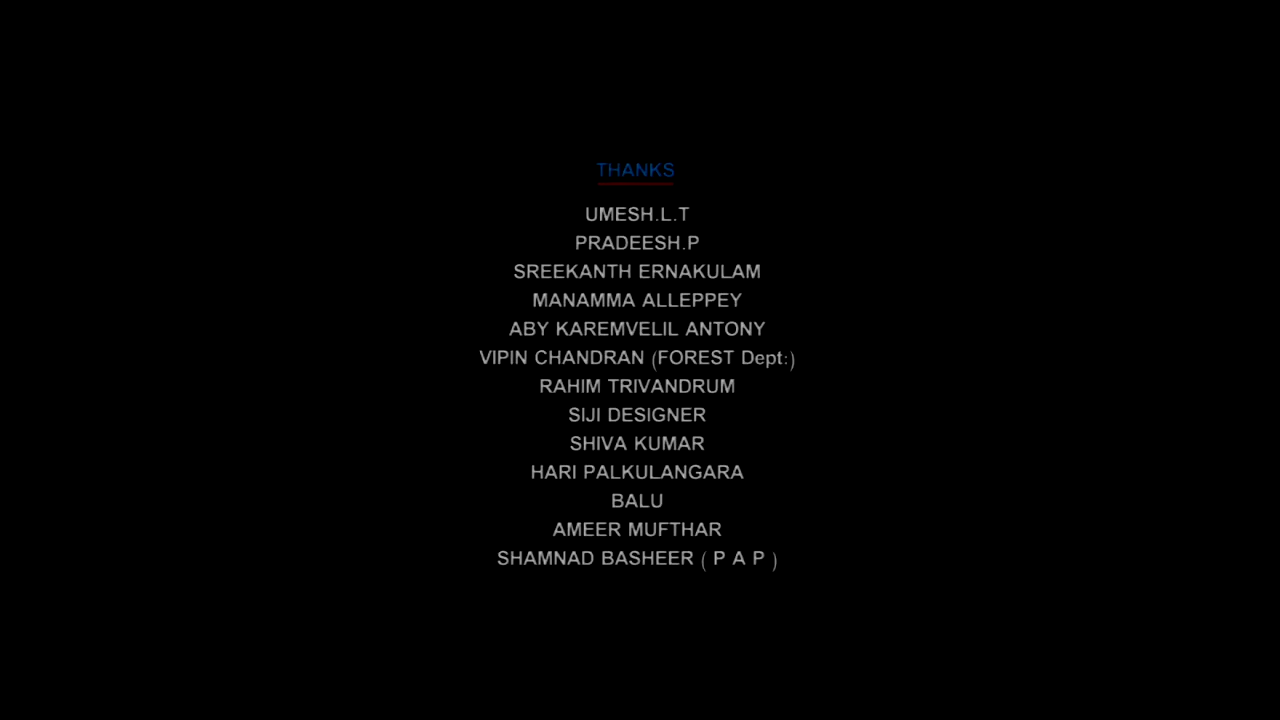 THANKS
UMESH.L.T
PRADEESH.P
SREEKANTH ERNAKULAM
MANAMMA ALLEPPEY
ABY KAREMVELIL ANTONY
VIPIN CHANDRAN (FOREST Dept:)
RAHIM TRIVANDRUM
SIJI DESIGNER
SHIVA KUMAR
HARI PALKULANGARA
BALU
AMEER MUFTHAR
SHAMNAD BASHEER ( P A P )